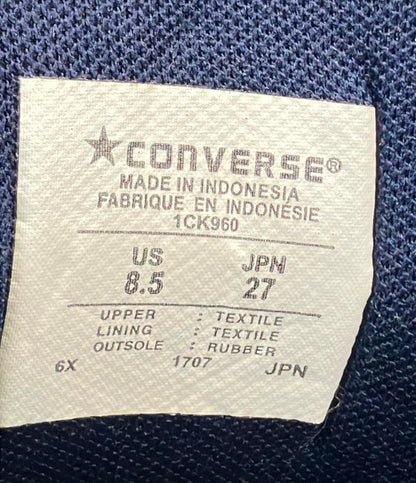 ★CONVERSE®
MADE IN INDONESIA
FABRIQUE EN INDONÉSIE
1CK960
US JPN
8.5 27
UPPER : TEXTILE
LINING : TEXTILE
OUTSOLE : RUBBER
6X 1707 JPN